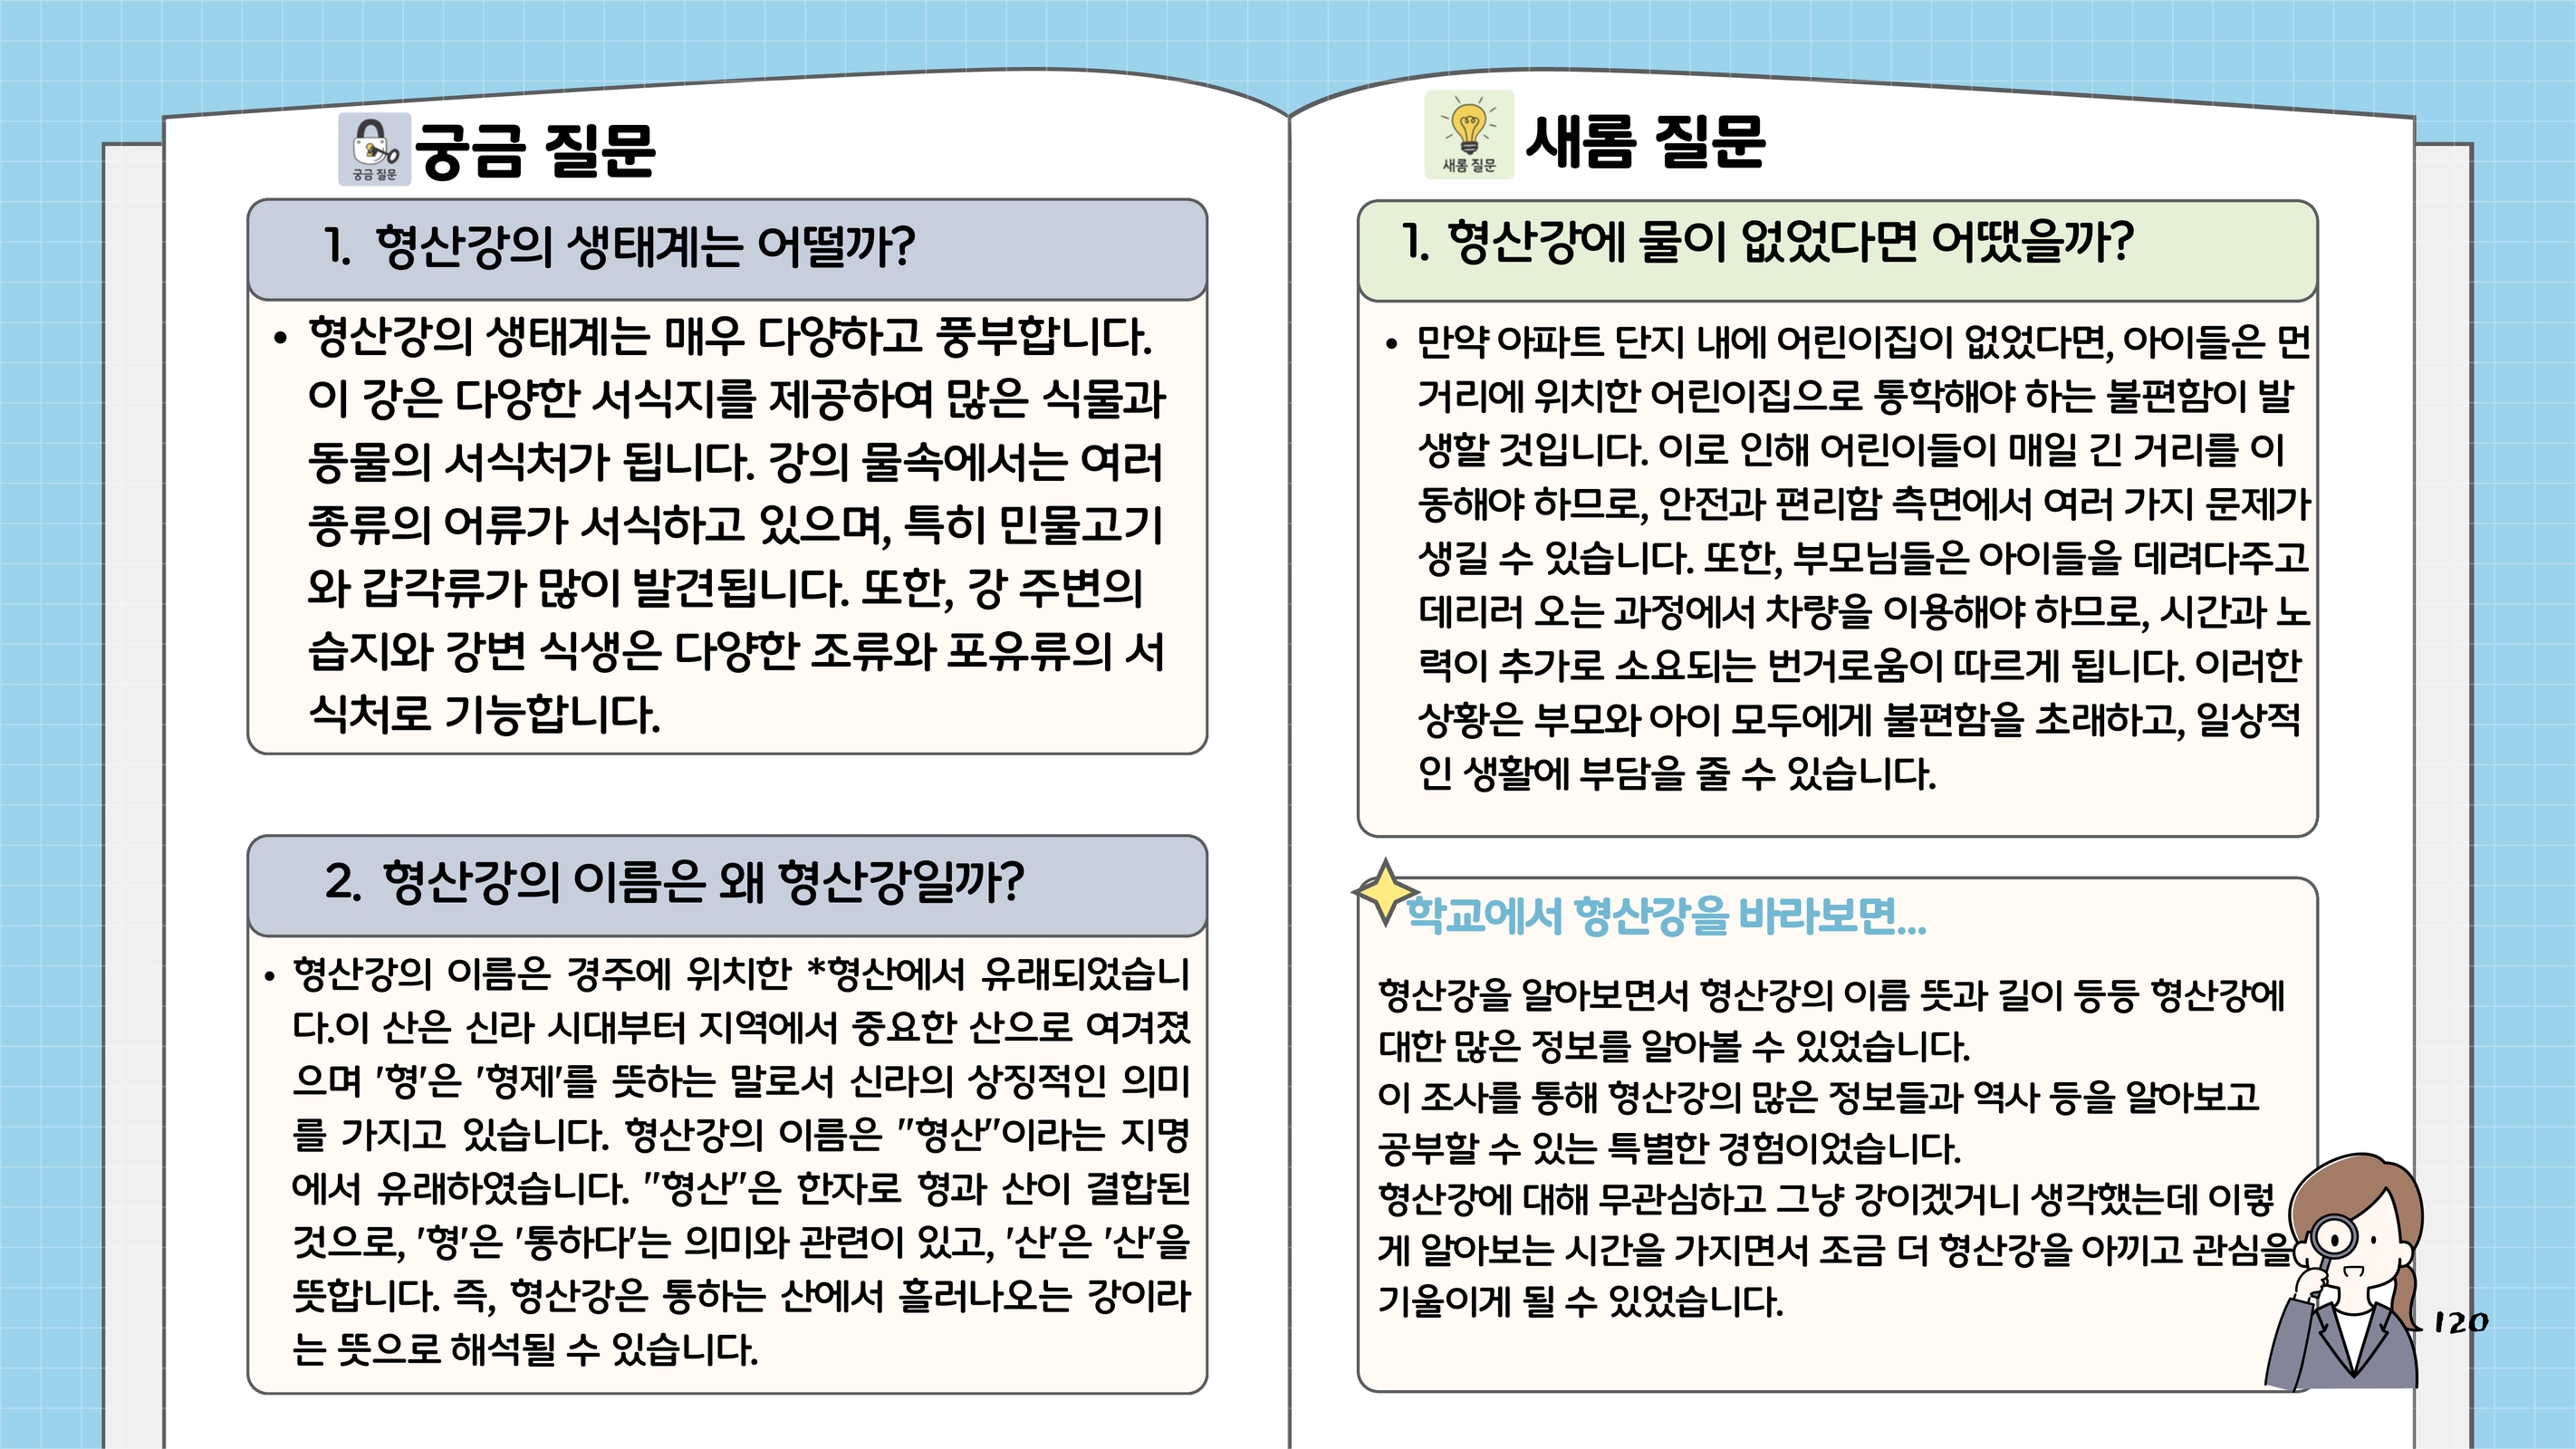 궁금 질문
궁금 질문
1. 형산강의 생태계는 어떨까?
• 형산강의 생태계는 매우 다양하고 풍부합니다.
이 강은 다양한 서식지를 제공하여 많은 식물과
동물의 서식처가 됩니다. 강의 물속에서는 여러
종류의 어류가 서식하고 있으며, 특히 민물고기
와 갑각류가 많이 발견됩니다. 또한, 강 주변의
습지와 강변 식생은 다양한 조류와 포유류의 서
식처로 기능합니다.
2. 형산강의 이름은 왜 형산강일까?
• 형산강의 이름은 경주에 위치한 *형산에서 유래되었습니
다.이 산은 신라 시대부터 지역에서 중요한 산으로 여겨졌
으며 '형'은 '형제'를 뜻하는 말로서 신라의 상징적인 의미
를 가지고 있습니다. 형산강의 이름은 "형산"이라는 지명
에서 유래하였습니다. "형산"은 한자로 형과 산이 결합된
것으로, '형'은 '통하다'는 의미와 관련이 있고, '산'은 '산'을
뜻합니다. 즉, 형산강은 통하는 산에서 흘러나오는 강이라
는 뜻으로 해석될 수 있습니다.
새롬 질문
새롬 질문
1. 형산강에 물이 없었다면 어땠을까?
• 만약 아파트 단지 내에 어린이집이 없었다면, 아이들은 먼
거리에 위치한 어린이집으로 통학해야 하는 불편함이 발
생할 것입니다. 이로 인해 어린이들이 매일 긴 거리를 이
동해야 하므로, 안전과 편리함 측면에서 여러 가지 문제가
생길 수 있습니다. 또한, 부모님들은 아이들을 데려다주고
데리러 오는 과정에서 차량을 이용해야 하므로, 시간과 노
력이 추가로 소요되는 번거로움이 따르게 됩니다. 이러한
상황은 부모와 아이 모두에게 불편함을 초래하고, 일상적
인 생활에 부담을 줄 수 있습니다.
학교에서 형산강을 바라보면...
형산강을 알아보면서 형산강의 이름 뜻과 길이 등등 형산강에
대한 많은 정보를 알아볼 수 있었습니다.
이 조사를 통해 형산강의 많은 정보들과 역사 등을 알아보고
공부할 수 있는 특별한 경험이었습니다.
형산강에 대해 무관심하고 그냥 강이겠거니 생각했는데 이렇
게 알아보는 시간을 가지면서 조금 더 형산강을 아끼고 관심을
기울이게 될 수 있었습니다.
120